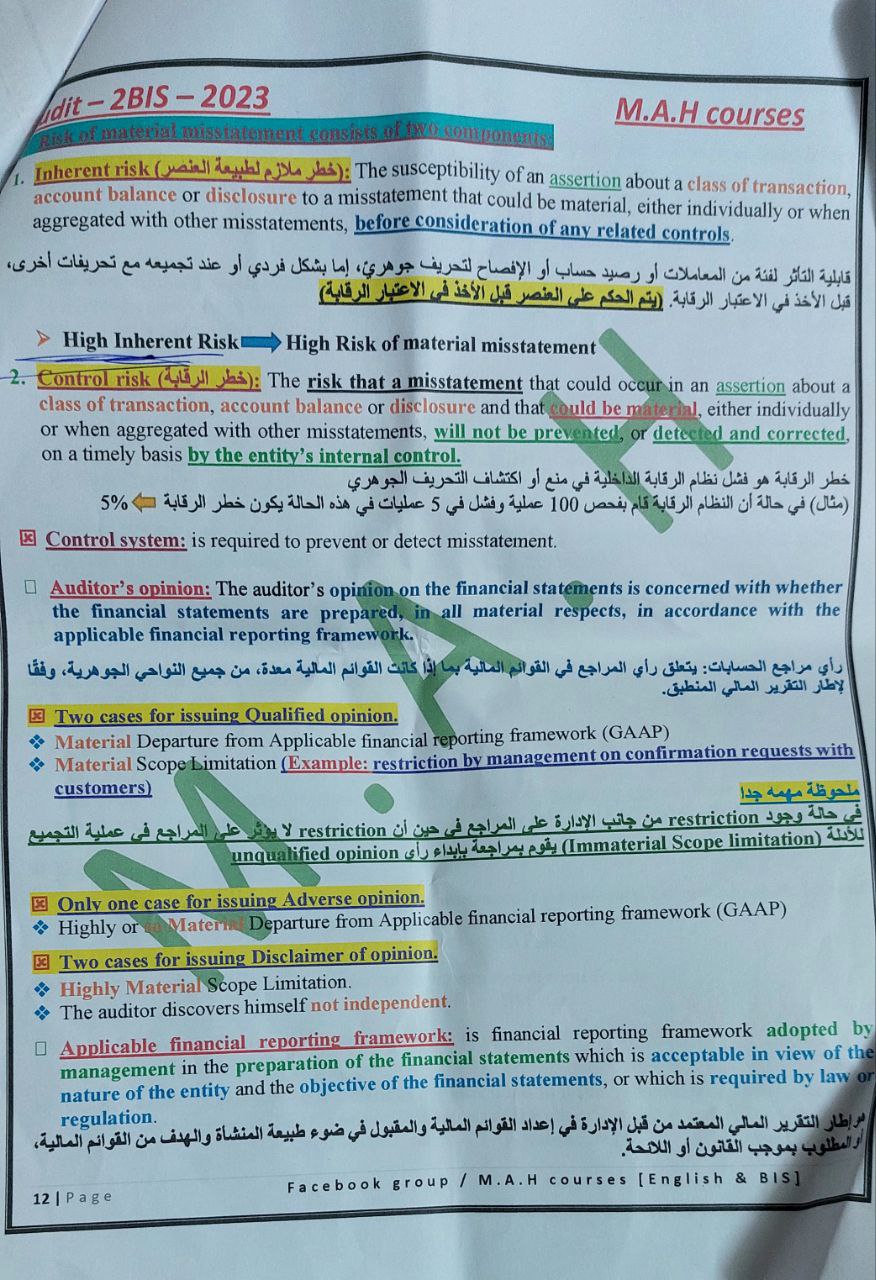 udit – 2BIS – 2023
M.A.H courses
Risk of material misstatement consists of two components:
1. Inherent risk (خطر ملازم لطبيعة العنصر): The susceptibility of an assertion about a class of transaction,
account balance or disclosure to a misstatement that could be material, either individually or when
aggregated with other misstatements, before consideration of any related controls.
قابلية التأثر لفئة من المعاملات أو رصيد حساب أو الإفصاح لتحريف جوهري، إما بشكل فردي أو عند تجميعه مع تحريفات أخرى،
قبل الأخذ في الاعتبار الرقابة. (يتم الحكم على العنصر قبل الأخذ في الاعتبار الرقابة)
➢ High Inherent Risk ➡ High Risk of material misstatement
2. Control risk (خطر الرقابة): The risk that a misstatement that could occur in an assertion about a
class of transaction, account balance or disclosure and that could be material, either individually
or when aggregated with other misstatements, will not be prevented, or detected and corrected,
on a timely basis by the entity's internal control.
خطر الرقابة هو فشل نظام الرقابة الداخلية في منع أو اكتشاف التحريف الجوهري
(مثال) في حالة أن النظام الرقابة قام بفحص 100 عملية وفشل في 5 عمليات في هذه الحالة يكون خطر الرقابة ⬅ 5%
Control system: is required to prevent or detect misstatement.
Auditor's opinion: The auditor's opinion on the financial statements is concerned with whether
the financial statements are prepared, in all material respects, in accordance with the
applicable financial reporting framework.
رأي مراجع الحسابات: يتعلق رأي المراجع في القوائم المالية بما إذا كانت القوائم المالية معدة، من جميع النواحي الجوهرية، وفقًا
لإطار التقرير المالي المنطبق.
Two cases for issuing Qualified opinion.
❖ Material Departure from Applicable financial reporting framework (GAAP)
❖ Material Scope Limitation (Example: restriction by management on confirmation requests with
customers)
ملحوظة مهمه جدا
في حالة وجود restriction من جانب الإدارة على المراجع في حين أن restriction لا يؤثر على المراجع في عملية التجميع
للأدلة (Immaterial Scope limitation) يقوم بمراجعة بإبداء رأي unqualified opinion
Only one case for issuing Adverse opinion.
❖ Highly or so Material Departure from Applicable financial reporting framework (GAAP)
Two cases for issuing Disclaimer of opinion.
❖ Highly Material Scope Limitation.
❖ The auditor discovers himself not independent.
Applicable financial reporting framework: is financial reporting framework adopted by
management in the preparation of the financial statements which is acceptable in view of the
nature of the entity and the objective of the financial statements, or which is required by law or
regulation.
هو إطار التقرير المالي المعتمد من قبل الإدارة في إعداد القوائم المالية والمقبول في ضوء طبيعة المنشأة والهدف من القوائم المالية،
أو المطلوب بموجب القانون أو اللائحة.
12 | Page
Facebook group / M.A.H courses [English & BIS]
M.A.H